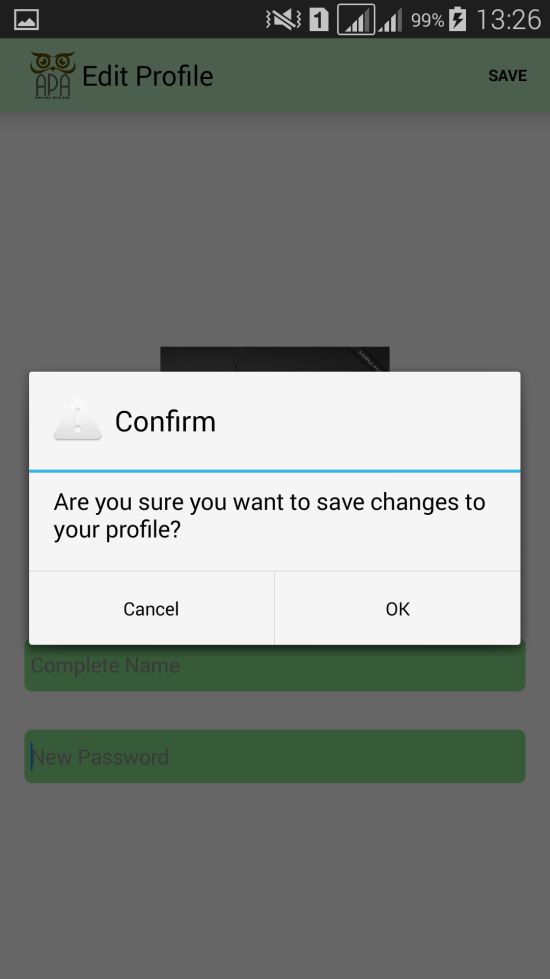 1 99% 13:26
APA Edit Profile SAVE
Confirm
Are you sure you want to save changes to
your profile?
Cancel OK
Complete Name
New Password